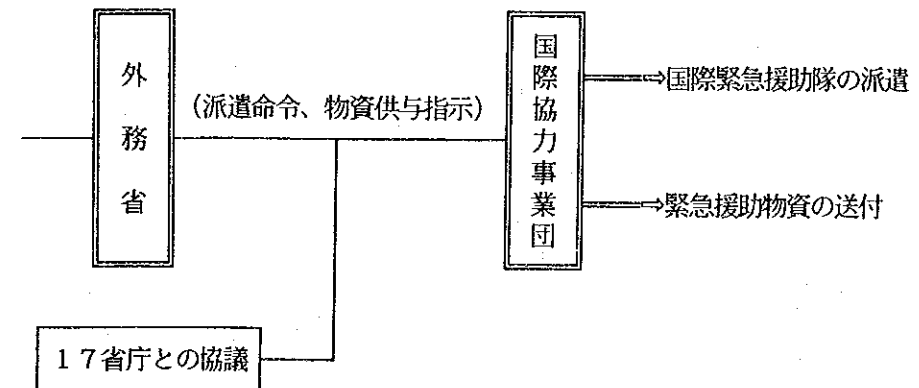 外務省
(派遣命令、物資供与指示)
国際協力事業団
国際緊急援助隊の派遣
緊急援助物資の送付
17省庁との協議